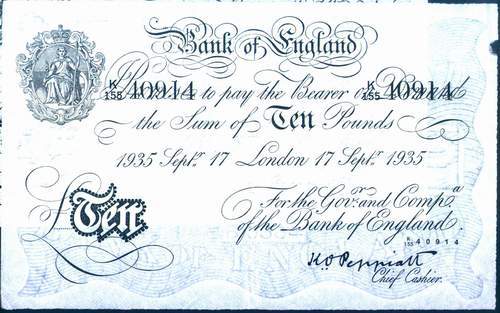 Bank of England
K/155 40914 K/155 40914
to pay the Bearer on
the Sum of Ten Pounds
1935 Septr. 17 London 17 Septr. 1935
For the Govr. and Compa.
of the Bank of England.
K/155 40914
£Ten
K.O. Peppiatt
Chief Cashier.